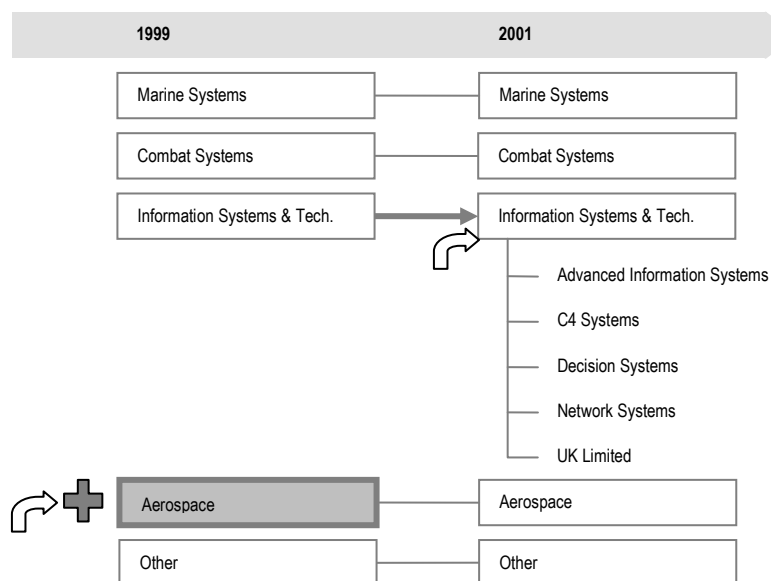 1999 2001
Marine Systems Marine Systems
Combat Systems Combat Systems
Information Systems & Tech. Information Systems & Tech.
Advanced Information Systems
C4 Systems
Decision Systems
Network Systems
UK Limited
Aerospace Aerospace
Other Other